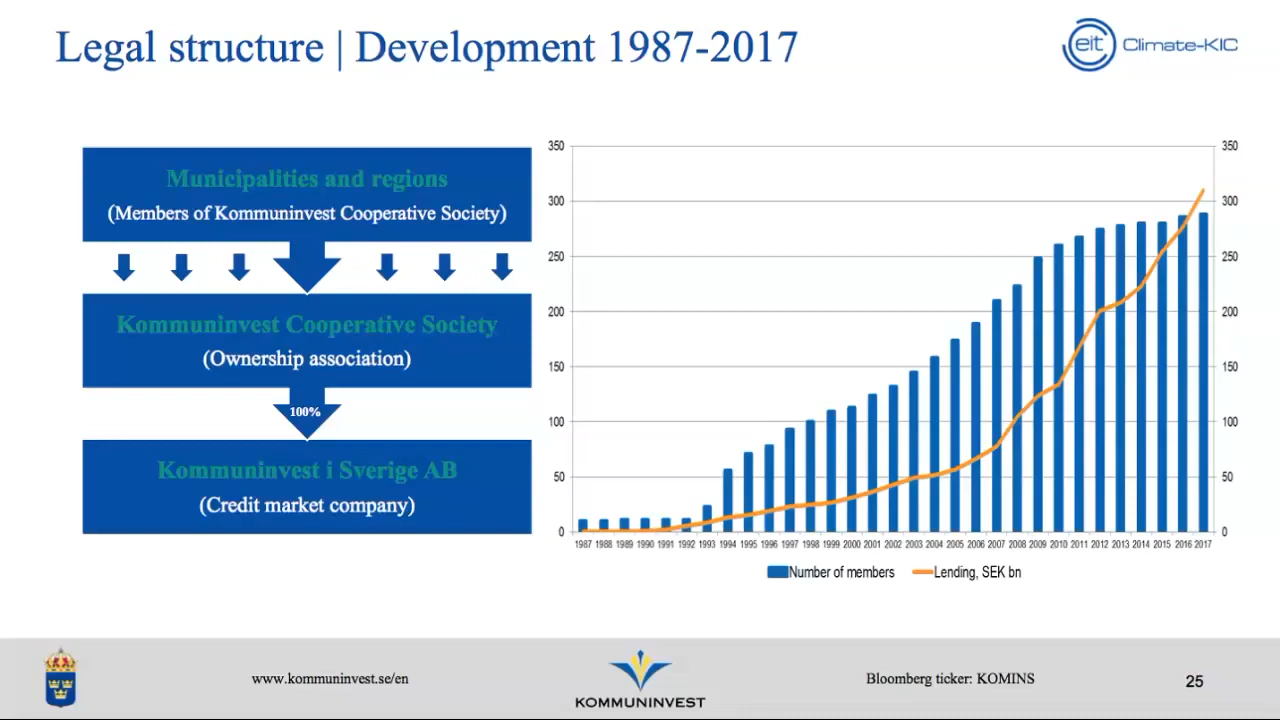 Legal structure | Development 1987-2017
eit Climate-KIC
Municipalities and regions
(Members of Kommuninvest Cooperative Society)
Kommuninvest Cooperative Society
(Ownership association)
100%
Kommuninvest i Sverige AB
(Credit market company)
350 350
300 300
250 250
200 200
150 150
100 100
50 50
0 0
1987 1988 1989 1990 1991 1992 1993 1994 1995 1996 1997 1998 1999 2000 2001 2002 2003 2004 2005 2006 2007 2008 2009 2010 2011 2012 2013 2014 2015 2016 2017
Number of members Lending, SEK bn
www.kommuninvest.se/en
KOMMUNINVEST
Bloomberg ticker: KOMINS
25